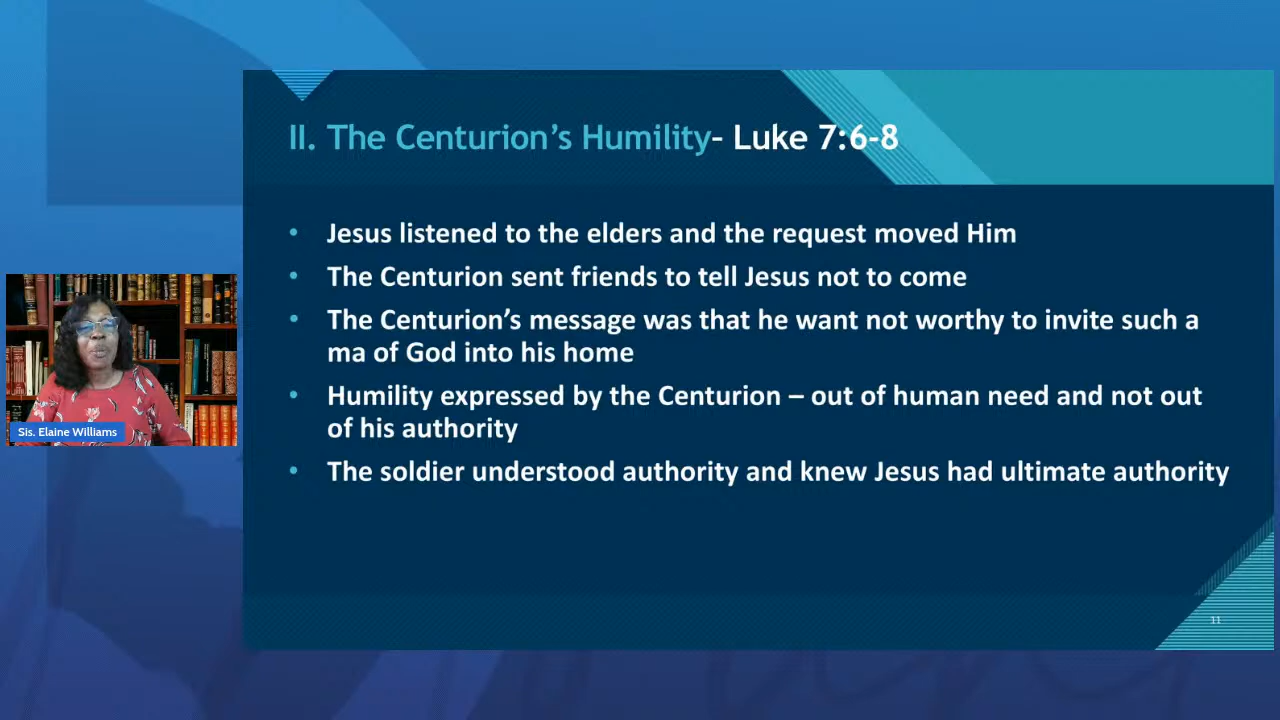 II. The Centurion's Humility– Luke 7:6-8
• Jesus listened to the elders and the request moved Him
• The Centurion sent friends to tell Jesus not to come
• The Centurion's message was that he want not worthy to invite such a
ma of God into his home
• Humility expressed by the Centurion – out of human need and not out
of his authority
• The soldier understood authority and knew Jesus had ultimate authority
Sis. Elaine Williams
11